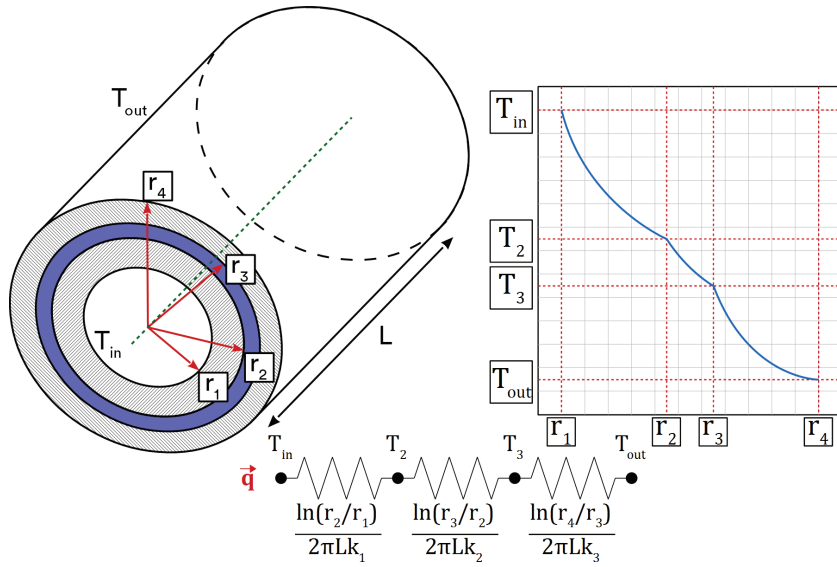 T_out
r_4
r_3
T_in
r_2
r_1
L
T_in
T_2
T_3
T_out
r_1 r_2 r_3 r_4
T_in T_2 T_3 T_out
q⃗
ln(r_2/r_1) ln(r_3/r_2) ln(r_4/r_3)
2πLk_1 2πLk_2 2πLk_3